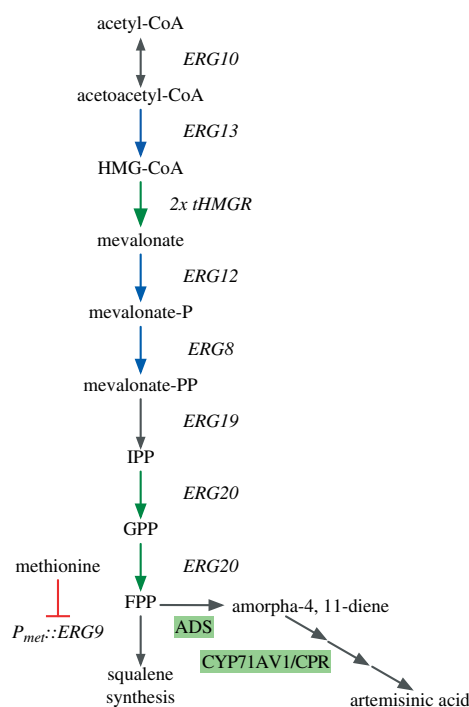 acetyl-CoA
ERG10
acetoacetyl-CoA
ERG13
HMG-CoA
2x tHMGR
mevalonate
ERG12
mevalonate-P
ERG8
mevalonate-PP
ERG19
IPP
ERG20
GPP
methionine
ERG20
FPP
amorpha-4, 11-diene
ADS
Pmet::ERG9
CYP71AV1/CPR
squalene
synthesis
artemisinic acid